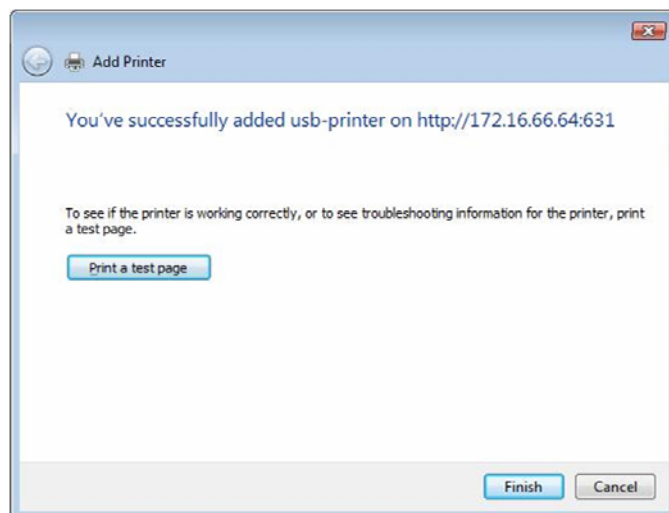 Add Printer
You've successfully added usb-printer on http://172.16.66.64:631
To see if the printer is working correctly, or to see troubleshooting information for the printer, print
a test page.
Print a test page
Finish Cancel